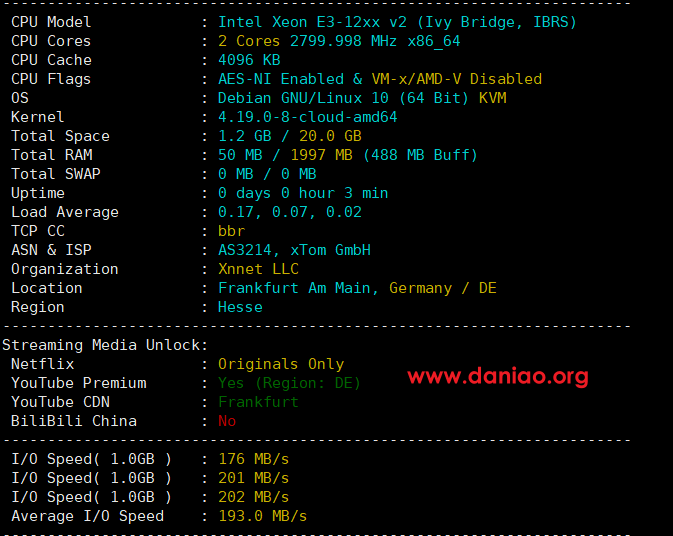 ----------------------------------------------------------------------
CPU Model : Intel Xeon E3-12xx v2 (Ivy Bridge, IBRS)
CPU Cores : 2 Cores 2799.998 MHz x86_64
CPU Cache : 4096 KB
CPU Flags : AES-NI Enabled & VM-x/AMD-V Disabled
OS : Debian GNU/Linux 10 (64 Bit) KVM
Kernel : 4.19.0-8-cloud-amd64
Total Space : 1.2 GB / 20.0 GB
Total RAM : 50 MB / 1997 MB (488 MB Buff)
Total SWAP : 0 MB / 0 MB
Uptime : 0 days 0 hour 3 min
Load Average : 0.17, 0.07, 0.02
TCP CC : bbr
ASN & ISP : AS3214, xTom GmbH
Organization : Xnnet LLC
Location : Frankfurt Am Main, Germany / DE
Region : Hesse
----------------------------------------------------------------------
Streaming Media Unlock:
Netflix : Originals Only
YouTube Premium : Yes (Region: DE)
www.daniao.org
YouTube CDN : Frankfurt
BiliBili China : No
----------------------------------------------------------------------
I/O Speed( 1.0GB ) : 176 MB/s
I/O Speed( 1.0GB ) : 201 MB/s
I/O Speed( 1.0GB ) : 202 MB/s
Average I/O Speed : 193.0 MB/s
----------------------------------------------------------------------